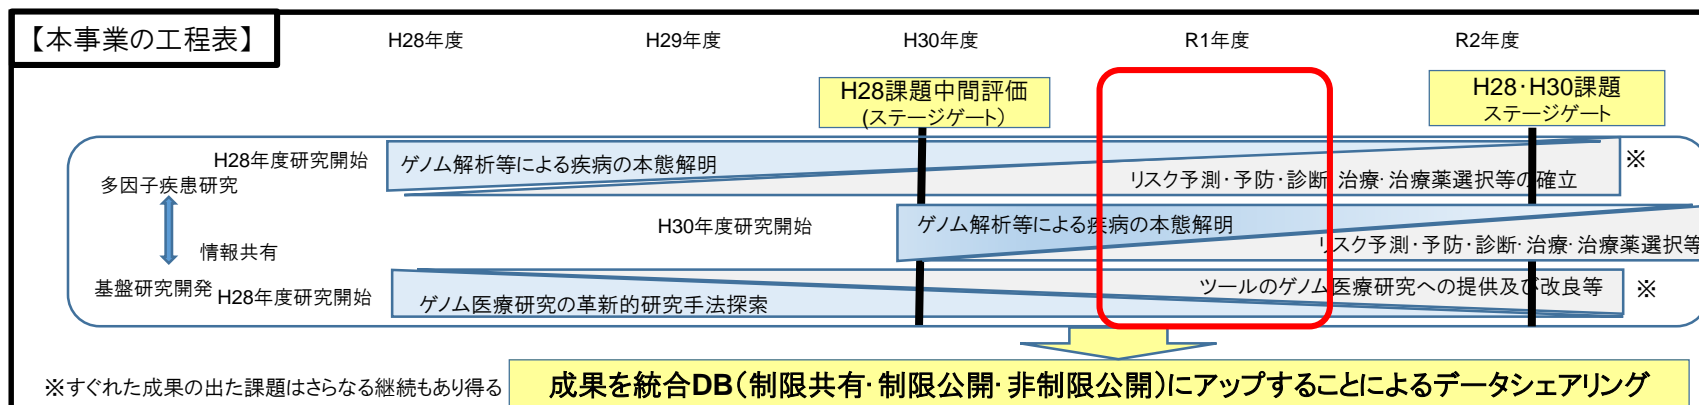 【本事業の工程表】
H28年度
H29年度
H30年度
R1年度
R2年度
H28課題中間評価
(ステージゲート)
H28・H30課題
ステージゲート
H28年度研究開始
多因子疾患研究
ゲノム解析等による疾病の本態解明
リスク予測・予防・診断・治療・治療薬選択等の確立
※
H30年度研究開始
ゲノム解析等による疾病の本態解明
リスク予測・予防・診断・治療・治療薬選択等
情報共有
基盤研究開発
H28年度研究開始
ツールのゲノム医療研究への提供及び改良等
※
ゲノム医療研究の革新的研究手法探索
※すぐれた成果の出た課題はさらなる継続もあり得る
成果を統合DB(制限共有・制限公開・非制限公開)にアップすることによるデータシェアリング